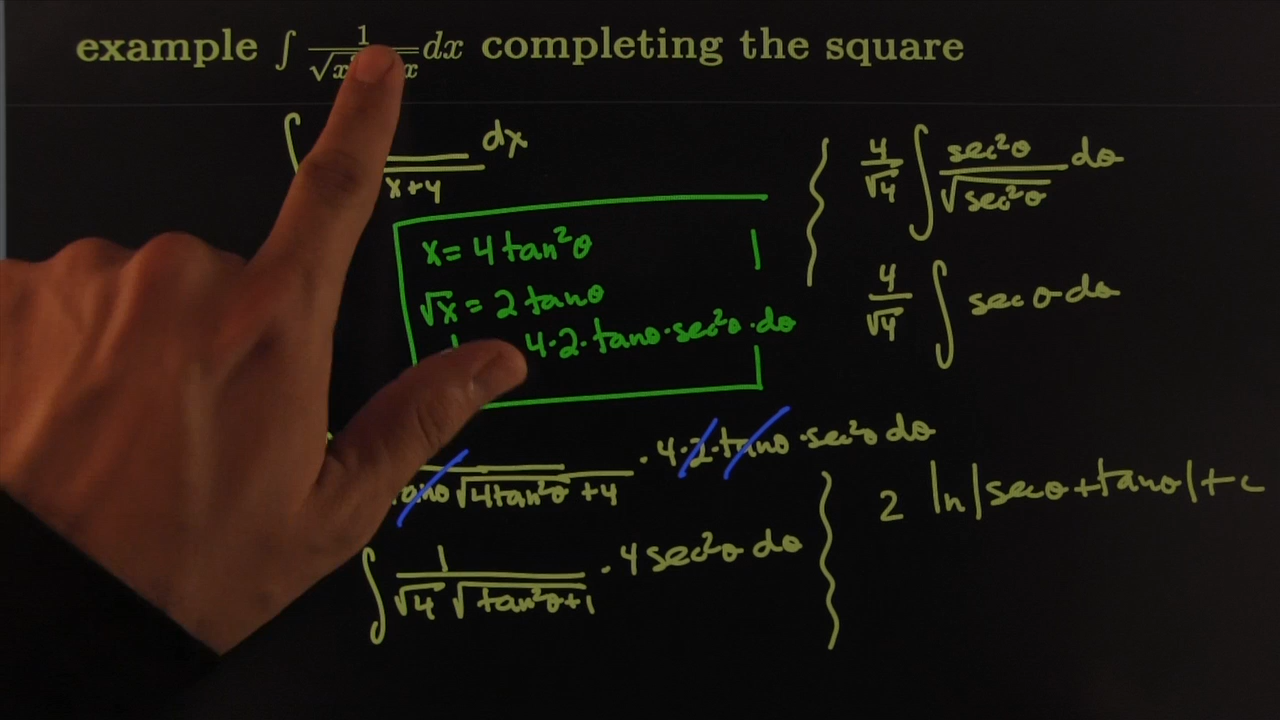 example ∫ 1/√x x dx completing the square
∫ dx
x+4
x = 4 tan²θ
√x = 2 tanθ
4·2·tanθ·sec²θ·dθ
tanθ √4tan²θ +4 · 4·2·tanθ·sec²θ dθ
∫ 1/√4 √tan²θ+1 · 4 sec²θ dθ
4/√4 ∫ sec²θ/√sec²θ dθ
4/√4 ∫ sec θ dθ
2 ln|secθ+tanθ|+c